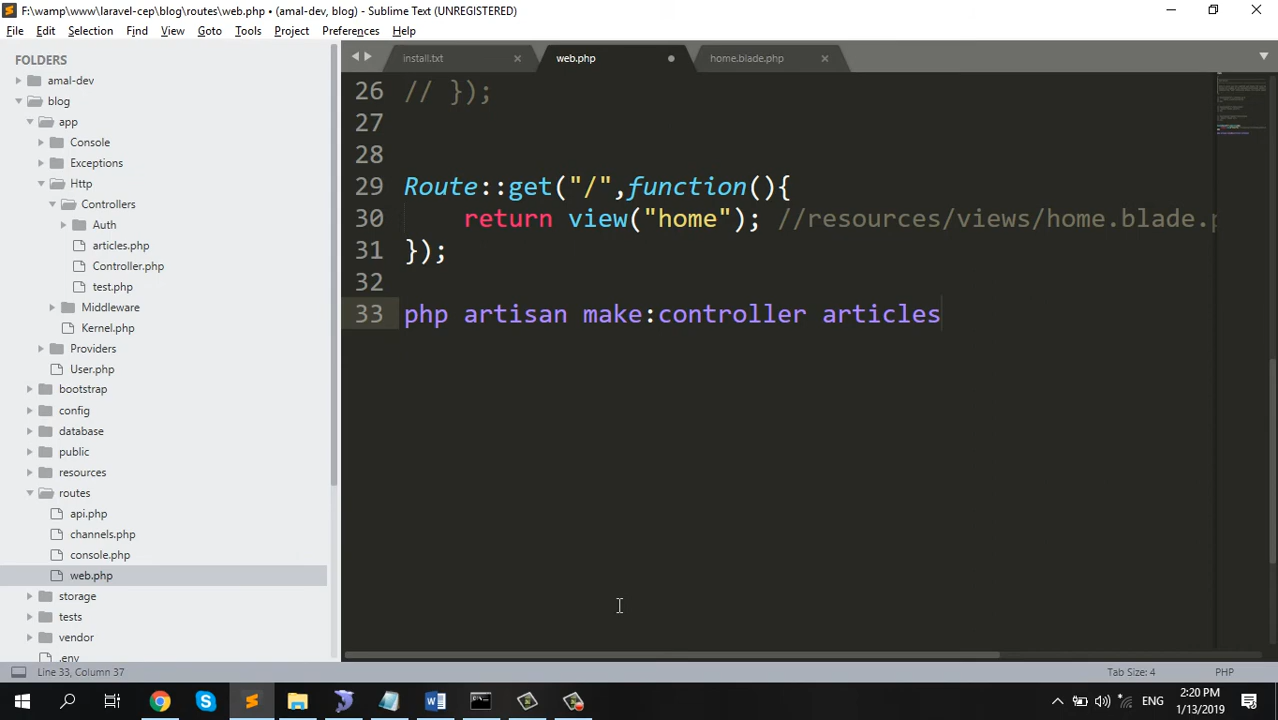 F:\wamp\www\laravel-cep\blog\routes\web.php • (amal-dev, blog) - Sublime Text (UNREGISTERED)
File Edit Selection Find View Goto Tools Project Preferences Help
FOLDERS
amal-dev
blog
app
Console
Exceptions
Http
Controllers
Auth
articles.php
Controller.php
test.php
Middleware
Kernel.php
Providers
User.php
bootstrap
config
database
public
resources
routes
api.php
channels.php
console.php
web.php
storage
tests
vendor
.env
install.txt web.php home.blade.php
26 // });
27
28
29 Route::get("/",function(){
30 return view("home"); //resources/views/home.blade.p
31 });
32
33 php artisan make:controller articles
Line 33, Column 37 Tab Size: 4 PHP
ENG 2:20 PM
1/13/2019